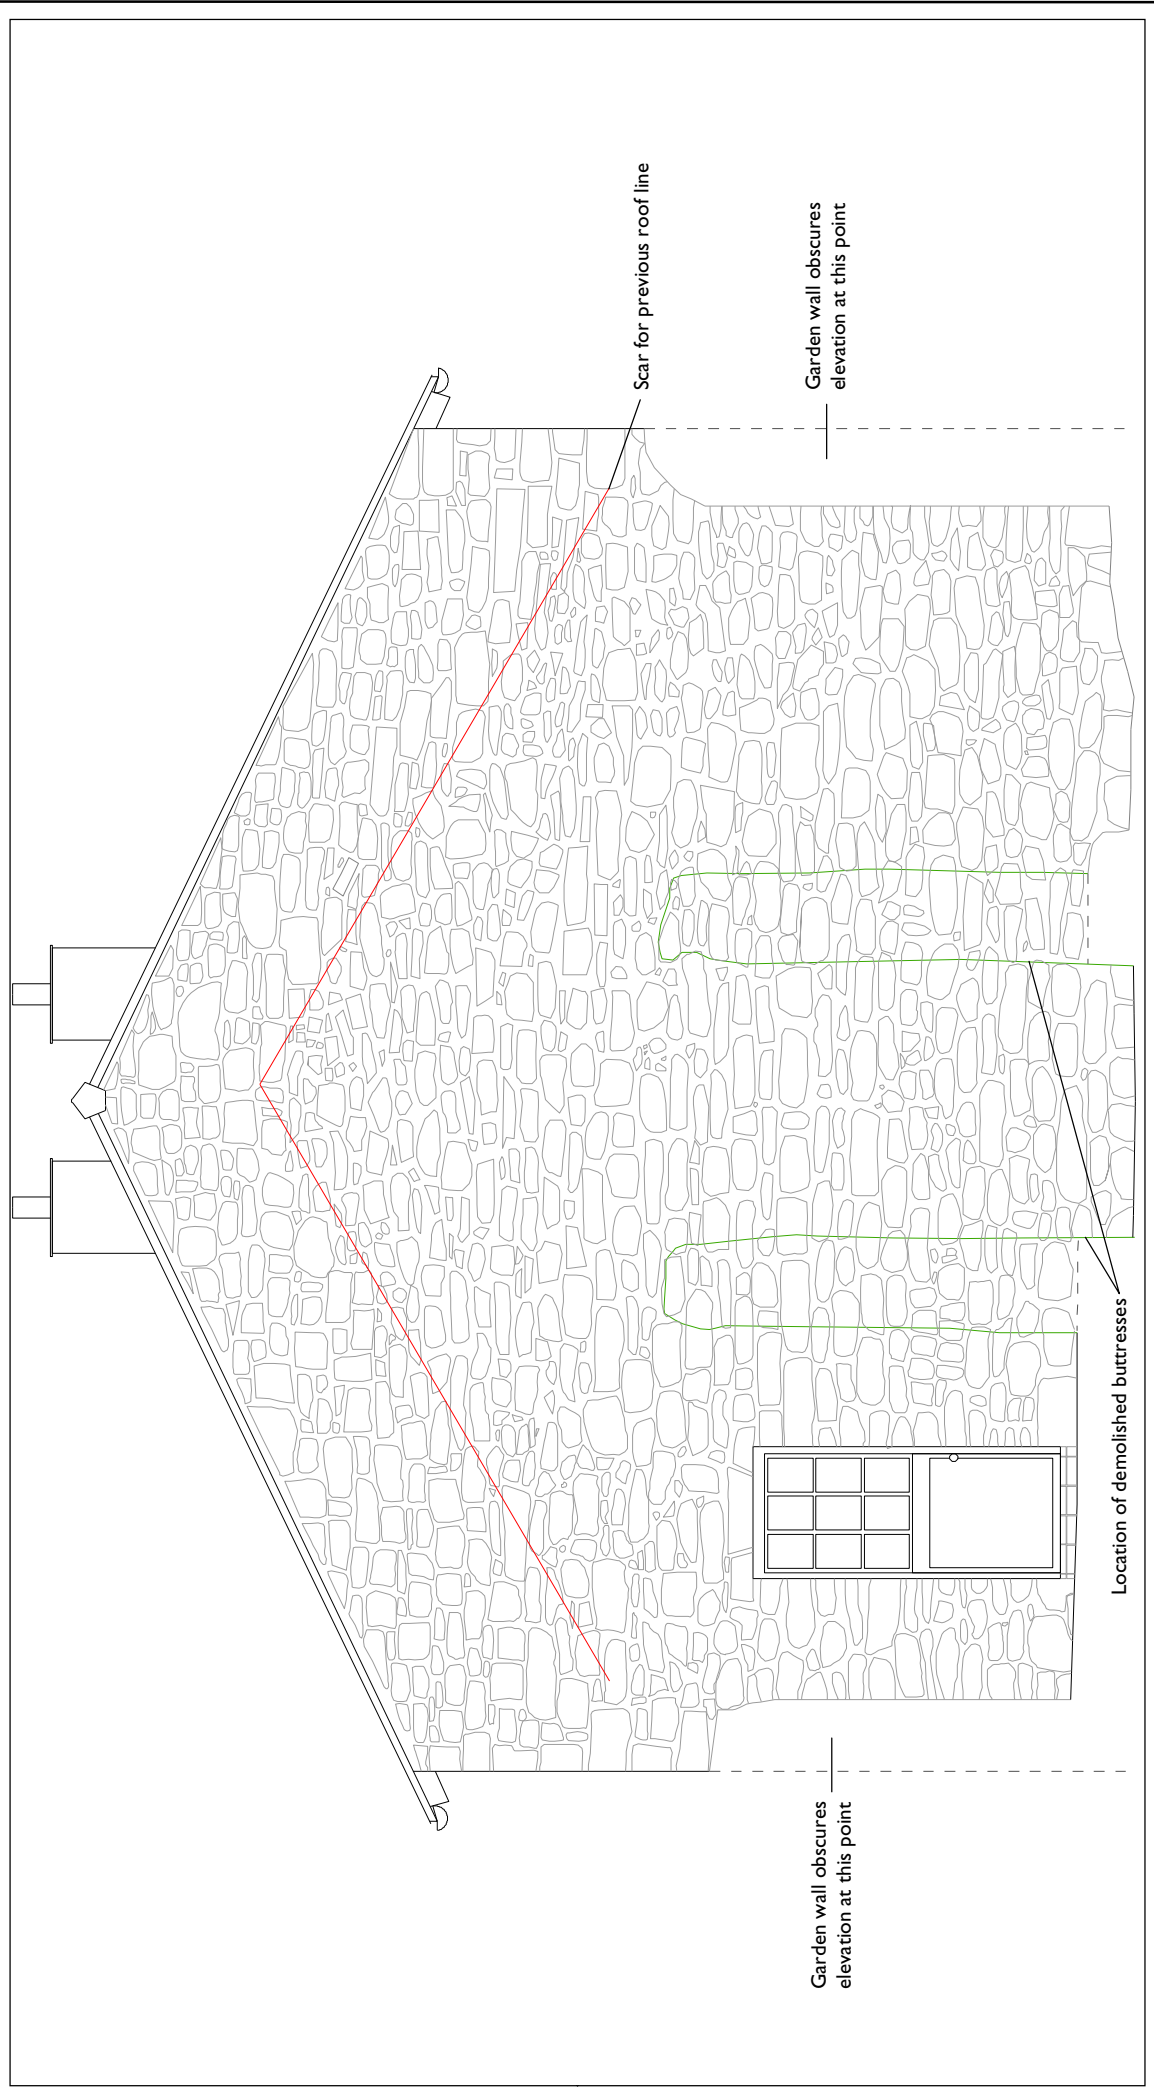 Garden wall obscures
elevation at this point
Location of demolished buttresses
Scar for previous roof line
Garden wall obscures
elevation at this point